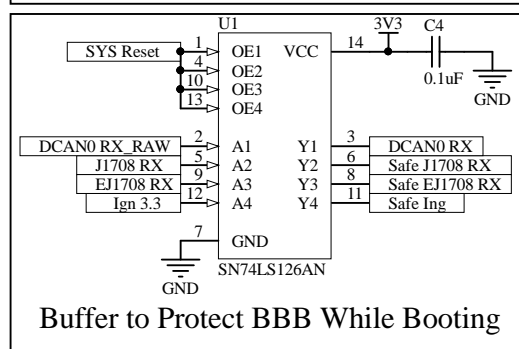 U1
3V3
C4
0.1uF
GND
SYS Reset
1
4
10
13
OE1
OE2
OE3
OE4
VCC
14
DCAN0 RX_RAW
J1708 RX
EJ1708 RX
Ign 3.3
2
5
9
12
A1
A2
A3
A4
Y1
Y2
Y3
Y4
3
6
8
11
DCAN0 RX
Safe J1708 RX
Safe EJ1708 RX
Safe Ing
7
GND
GND
SN74LS126AN
Buffer to Protect BBB While Booting